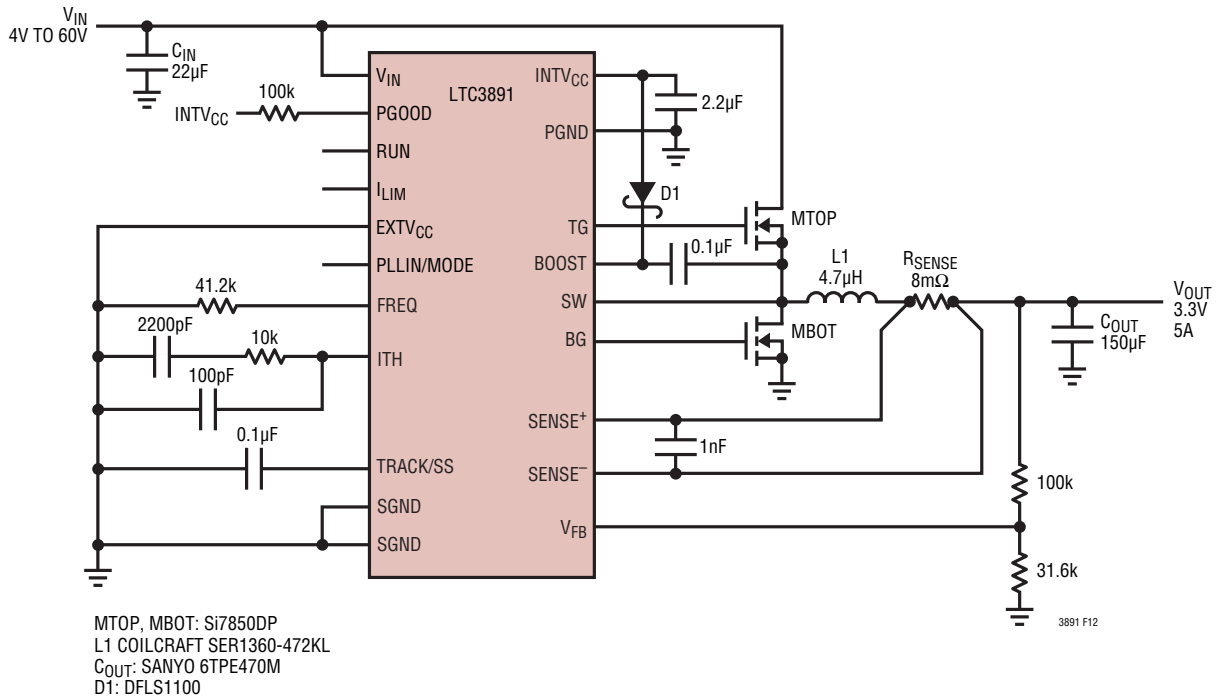 VIN
4V TO 60V
CIN
22µF
100k
INTVCC
VIN
PGOOD
RUN
ILIM
EXTVCC
PLLIN/MODE
41.2k
FREQ
2200pF
10k
ITH
100pF
0.1µF
TRACK/SS
SGND
SGND
LTC3891
INTVCC
2.2µF
PGND
D1
TG
MTOP
BOOST
0.1µF
SW
L1
4.7µH
RSENSE
8mΩ
VOUT
3.3V
5A
BG
MBOT
COUT
150µF
SENSE+
1nF
SENSE–
100k
VFB
31.6k
3891 F12
MTOP, MBOT: Si7850DP
L1 COILCRAFT SER1360-472KL
COUT: SANYO 6TPE470M
D1: DFLS1100